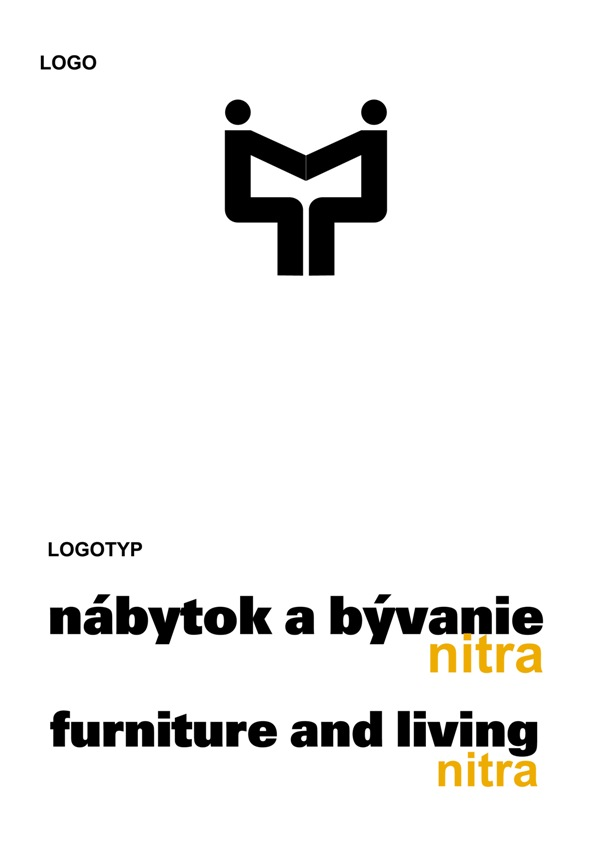 LOGO
LOGOTYP
nábytok a bývanie
nitra
furniture and living
nitra